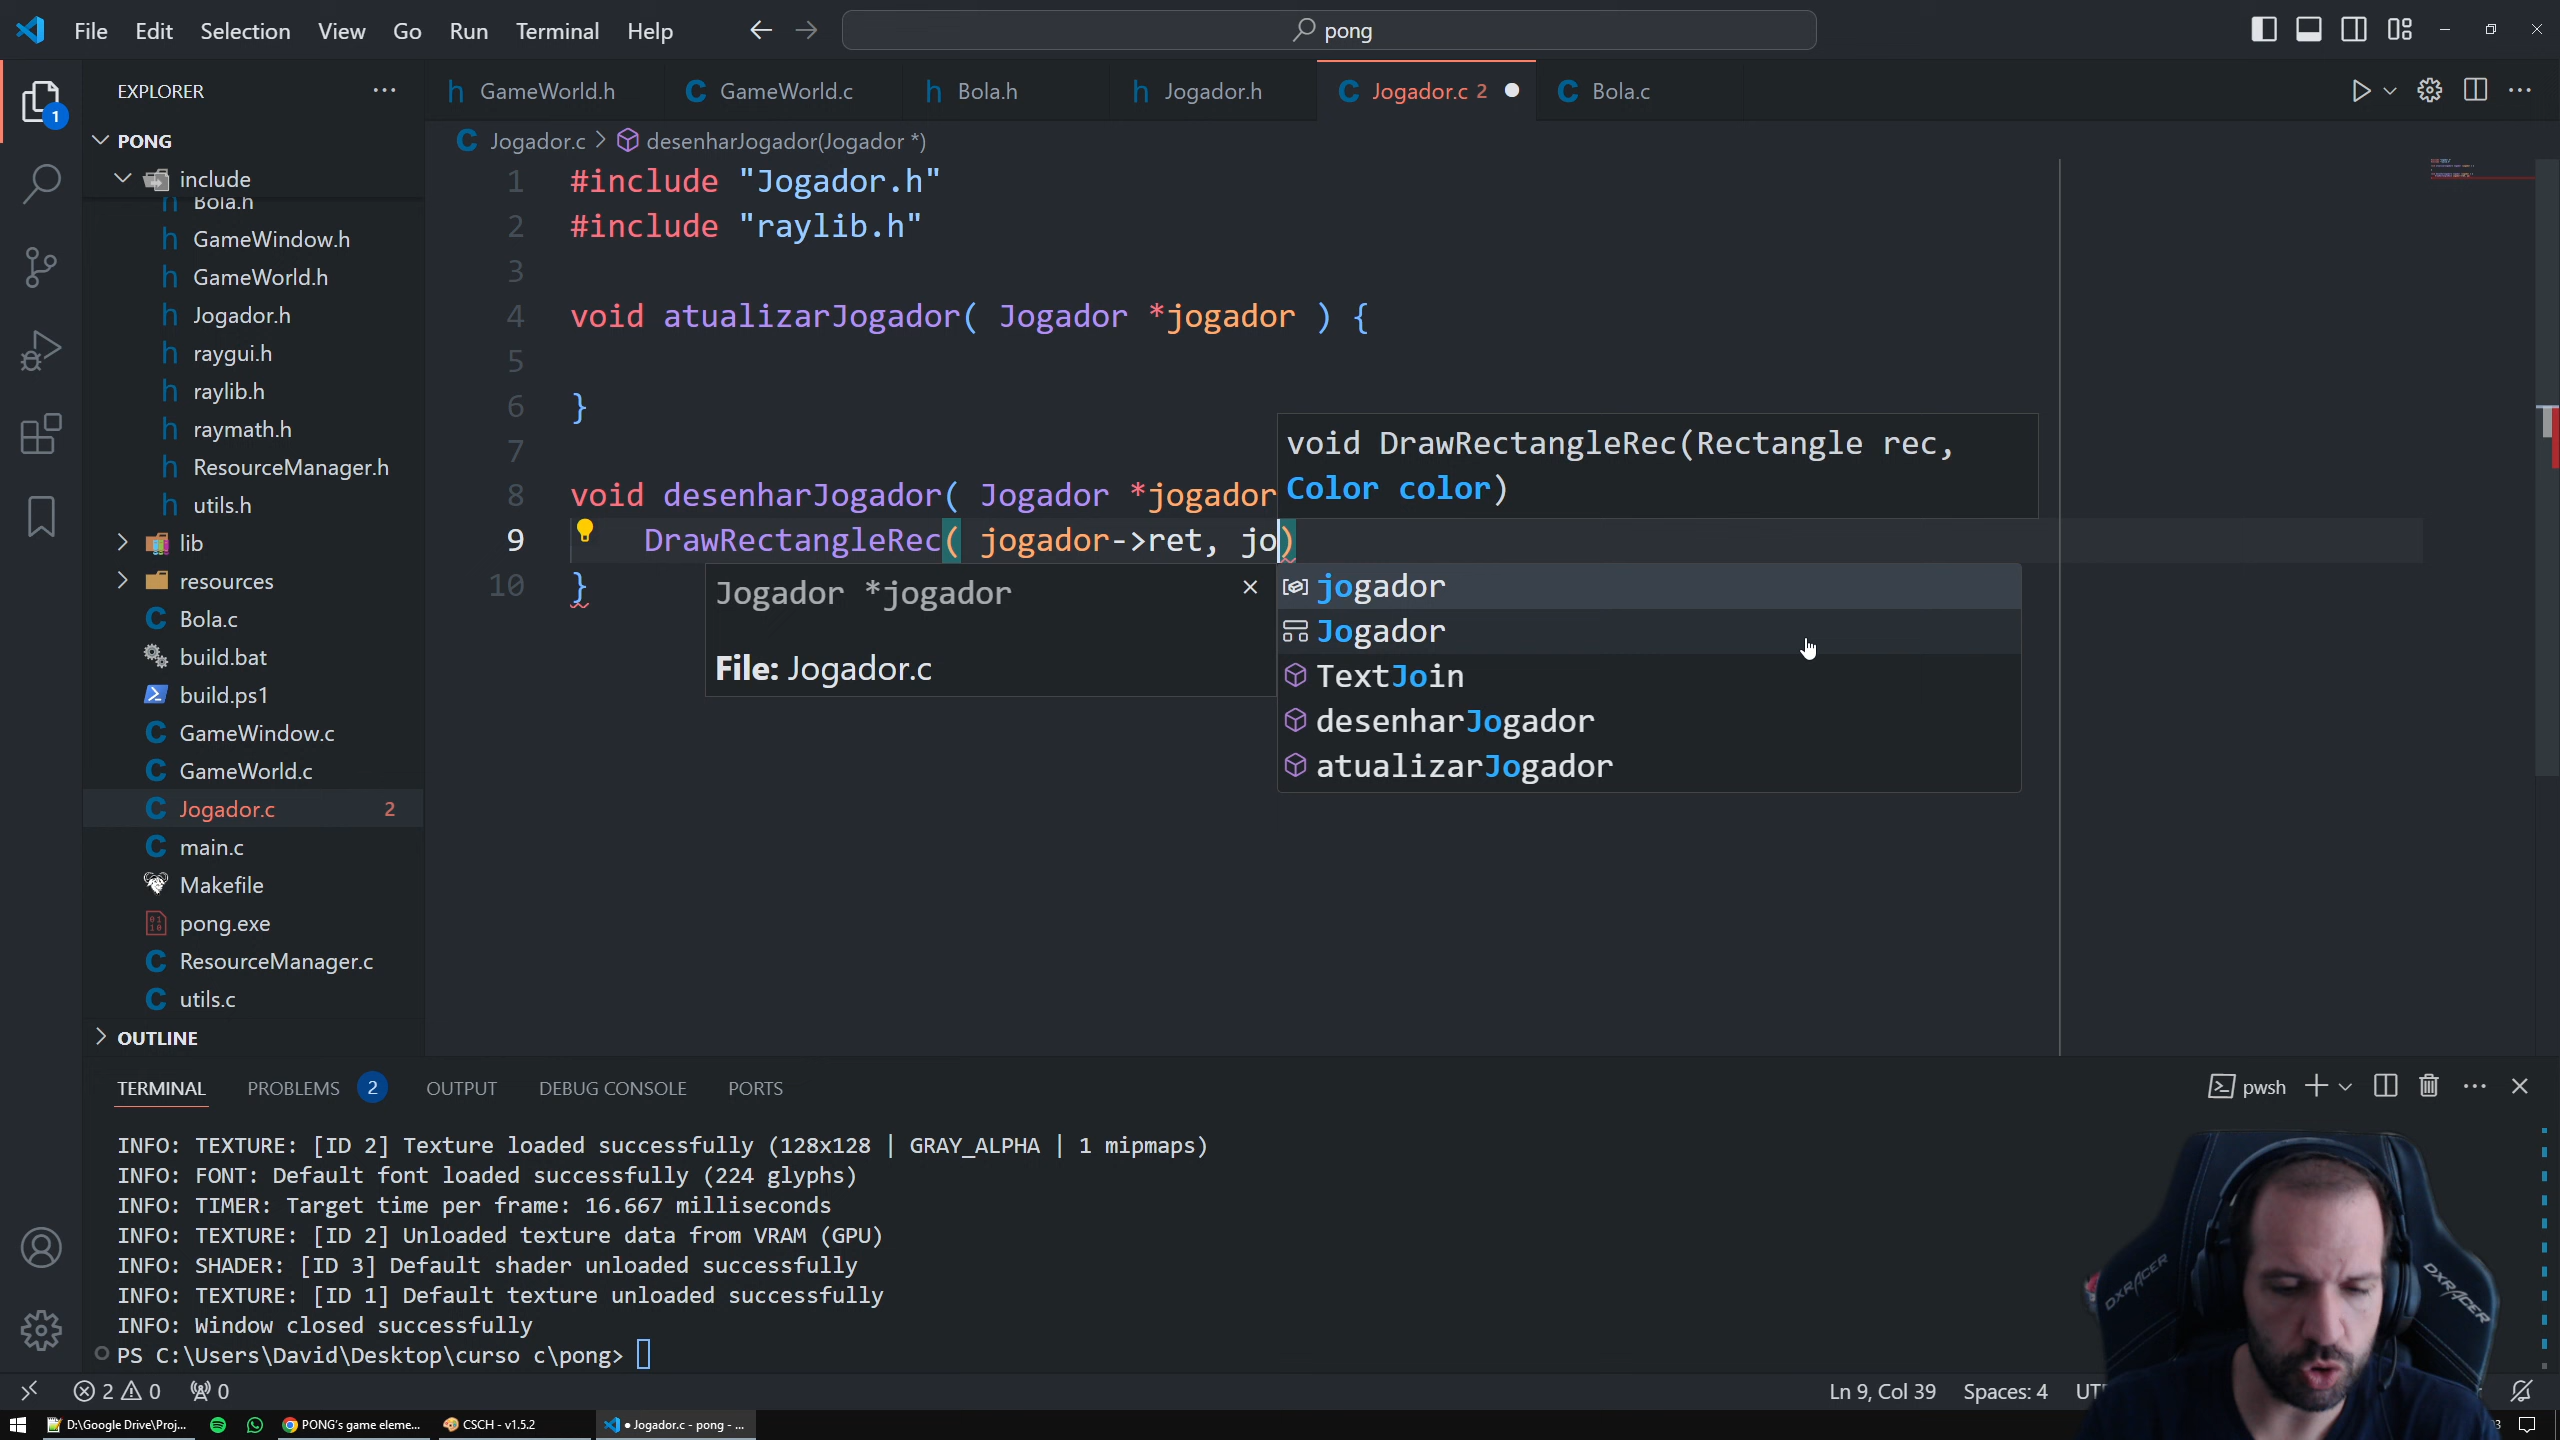 File Edit Selection View Go Run Terminal Help
pong
EXPLORER
1
PONG
include
Bola.h
GameWindow.h
GameWorld.h
Jogador.h
raygui.h
raylib.h
raymath.h
ResourceManager.h
utils.h
lib
resources
Bola.c
build.bat
build.ps1
GameWindow.c
GameWorld.c
Jogador.c 2
main.c
Makefile
pong.exe
ResourceManager.c
utils.c
OUTLINE
GameWorld.h GameWorld.c Bola.h Jogador.h Jogador.c 2 Bola.c
Jogador.c > desenharJogador(Jogador *)
1 #include "Jogador.h"
2 #include "raylib.h"
3
4 void atualizarJogador( Jogador *jogador ) {
5
6 }
7
8 void desenharJogador( Jogador *jogador
9 DrawRectangleRec( jogador->ret, jo)
10 }
void DrawRectangleRec(Rectangle rec,
Color color)
Jogador *jogador
File: Jogador.c
jogador
Jogador
TextJoin
desenharJogador
atualizarJogador
TERMINAL PROBLEMS 2 OUTPUT DEBUG CONSOLE PORTS
pwsh
INFO: TEXTURE: [ID 2] Texture loaded successfully (128x128 | GRAY_ALPHA | 1 mipmaps)
INFO: FONT: Default font loaded successfully (224 glyphs)
INFO: TIMER: Target time per frame: 16.667 milliseconds
INFO: TEXTURE: [ID 2] Unloaded texture data from VRAM (GPU)
INFO: SHADER: [ID 3] Default shader unloaded successfully
INFO: TEXTURE: [ID 1] Default texture unloaded successfully
INFO: Window closed successfully
PS C:\Users\David\Desktop\curso c\pong>
DXRACER
DXRACER
2 0 0
Ln 9, Col 39 Spaces: 4
D:\Google Drive\Proj... PONG's game eleme... CSCH - v1.5.2 Jogador.c - pong - ...